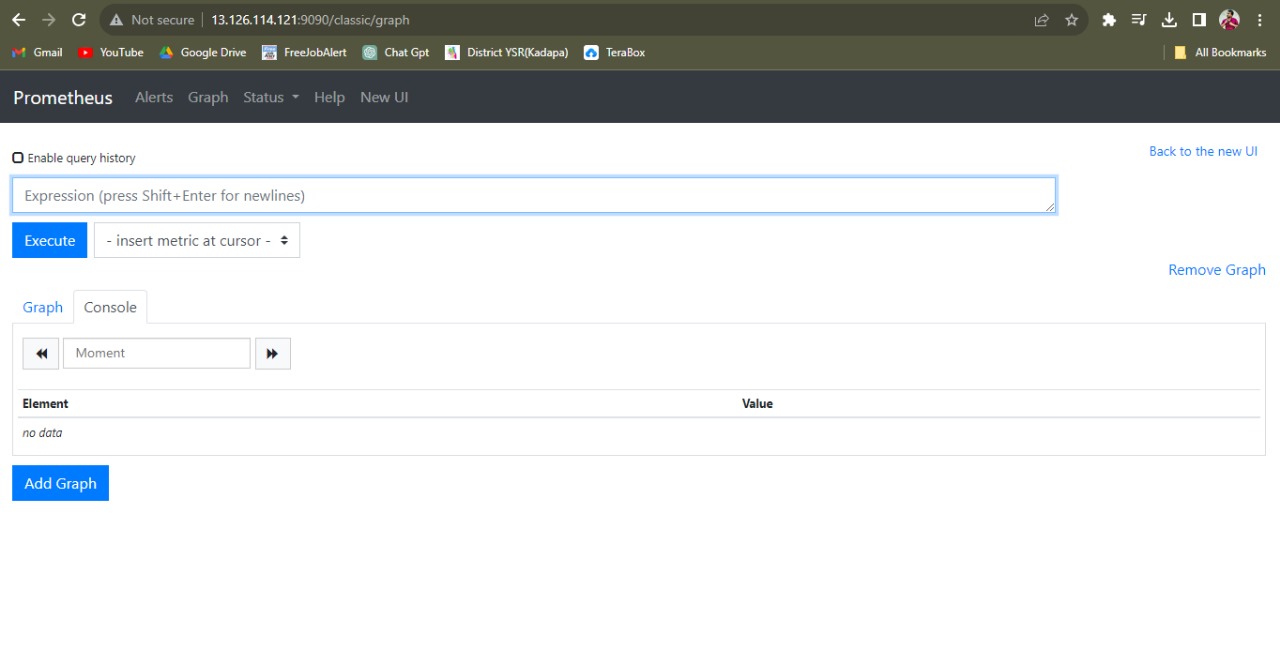 Not secure 13.126.114.121:9090/classic/graph
Gmail YouTube Google Drive FreeJobAlert Chat Gpt District YSR(Kadapa) TeraBox All Bookmarks
Prometheus Alerts Graph Status Help New UI
Enable query history Back to the new UI
Expression (press Shift+Enter for newlines)
Execute - insert metric at cursor -
Remove Graph
Graph Console
Moment
Element Value
no data
Add Graph